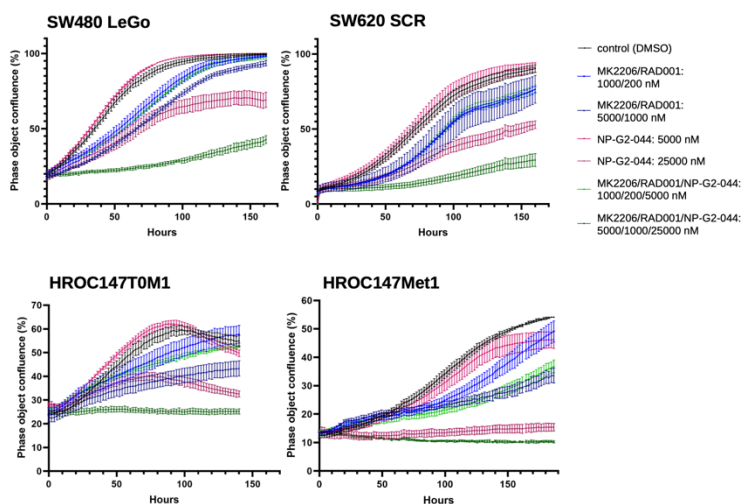 SW480 LeGo
SW620 SCR
Phase object confluence (%)
100
50
0
0
50
100
150
Hours
Phase object confluence (%)
100
50
0
0
50
100
150
Hours
control (DMSO)
MK2206/RAD001:
1000/200 nM
MK2206/RAD001:
5000/1000 nM
NP-G2-044: 5000 nM
NP-G2-044: 25000 nM
MK2206/RAD001/NP-G2-044:
1000/200/5000 nM
MK2206/RAD001/NP-G2-044:
5000/1000/25000 nM
HROC147T0M1
HROC147Met1
Phase object confluence (%)
70
60
50
40
30
20
10
0
0
50
100
150
Hours
Phase object confluence (%)
60
50
40
30
20
10
0
0
50
100
150
Hours